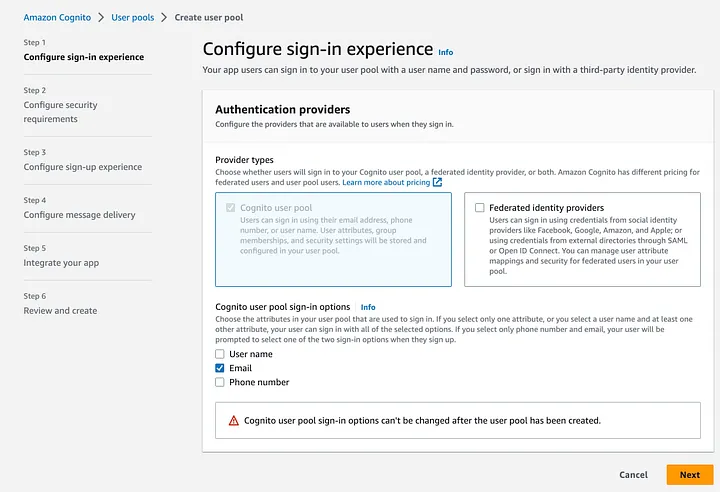 Amazon Cognito > User pools > Create user pool
Step 1
Configure sign-in experience
Step 2
Configure security
requirements
Step 3
Configure sign-up experience
Step 4
Configure message delivery
Step 5
Integrate your app
Step 6
Review and create
Configure sign-in experience Info
Your app users can sign in to your user pool with a user name and password, or sign in with a third-party identity provider.
Authentication providers
Configure the providers that are available to users when they sign in.
Provider types
Choose whether users will sign in to your Cognito user pool, a federated identity provider, or both. Amazon Cognito has different pricing for
federated users and user pool users. Learn more about pricing
Cognito user pool
Users can sign in using their email address, phone
number, or user name. User attributes, group
memberships, and security settings will be stored and
configured in your user pool.
Federated identity providers
Users can sign in using credentials from social identity
providers like Facebook, Google, Amazon, and Apple; or
using credentials from external directories through SAML
or Open ID Connect. You can manage user attribute
mappings and security for federated users in your user
pool.
Cognito user pool sign-in options Info
Choose the attributes in your user pool that are used to sign in. If you select only one attribute, or you select a user name and at least one
other attribute, your user can sign in with all of the selected options. If you select only phone number and email, your user will be
prompted to select one of the two sign-in options when they sign up.
User name
Email
Phone number
Cognito user pool sign-in options can't be changed after the user pool has been created.
Cancel
Next